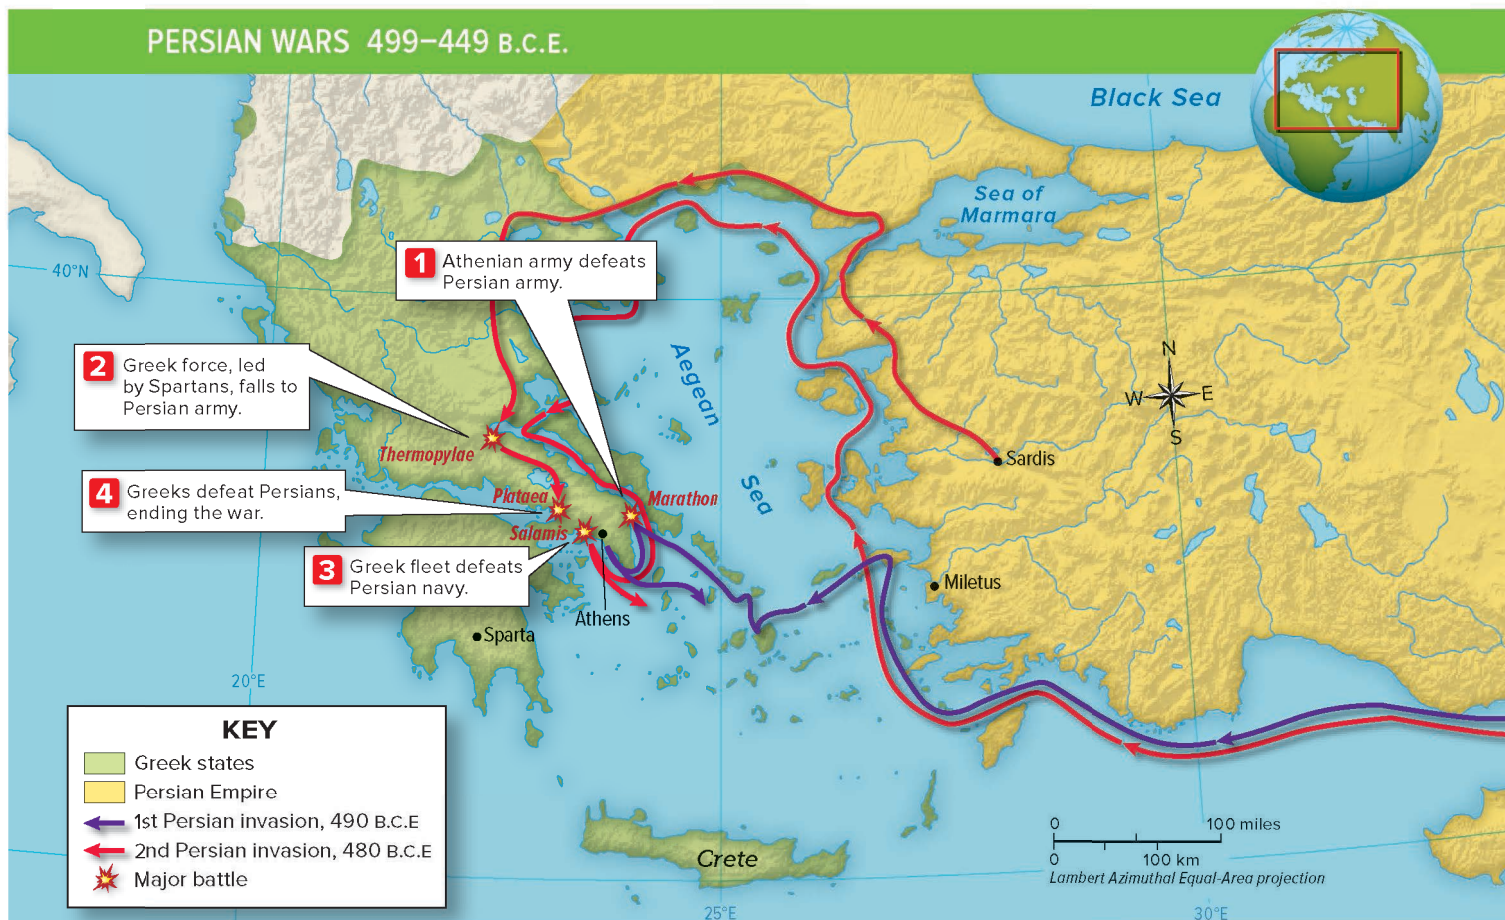 PERSIAN WARS 499–449 B.C.E.
Black Sea
Sea of
Marmara
40°N
1 Athenian army defeats
Persian army.
2 Greek force, led
by Spartans, falls to
Persian army.
Aegean
Sea
N
W E
S
Thermopylae
Sardis
4 Greeks defeat Persians,
ending the war.
Plataea
Marathon
Salamis
3 Greek fleet defeats
Persian navy.
Miletus
Athens
Sparta
20°E
KEY
Greek states
Persian Empire
1st Persian invasion, 490 B.C.E
2nd Persian invasion, 480 B.C.E
Major battle
Crete
0 100 miles
0 100 km
Lambert Azimuthal Equal-Area projection
25°E
30°E